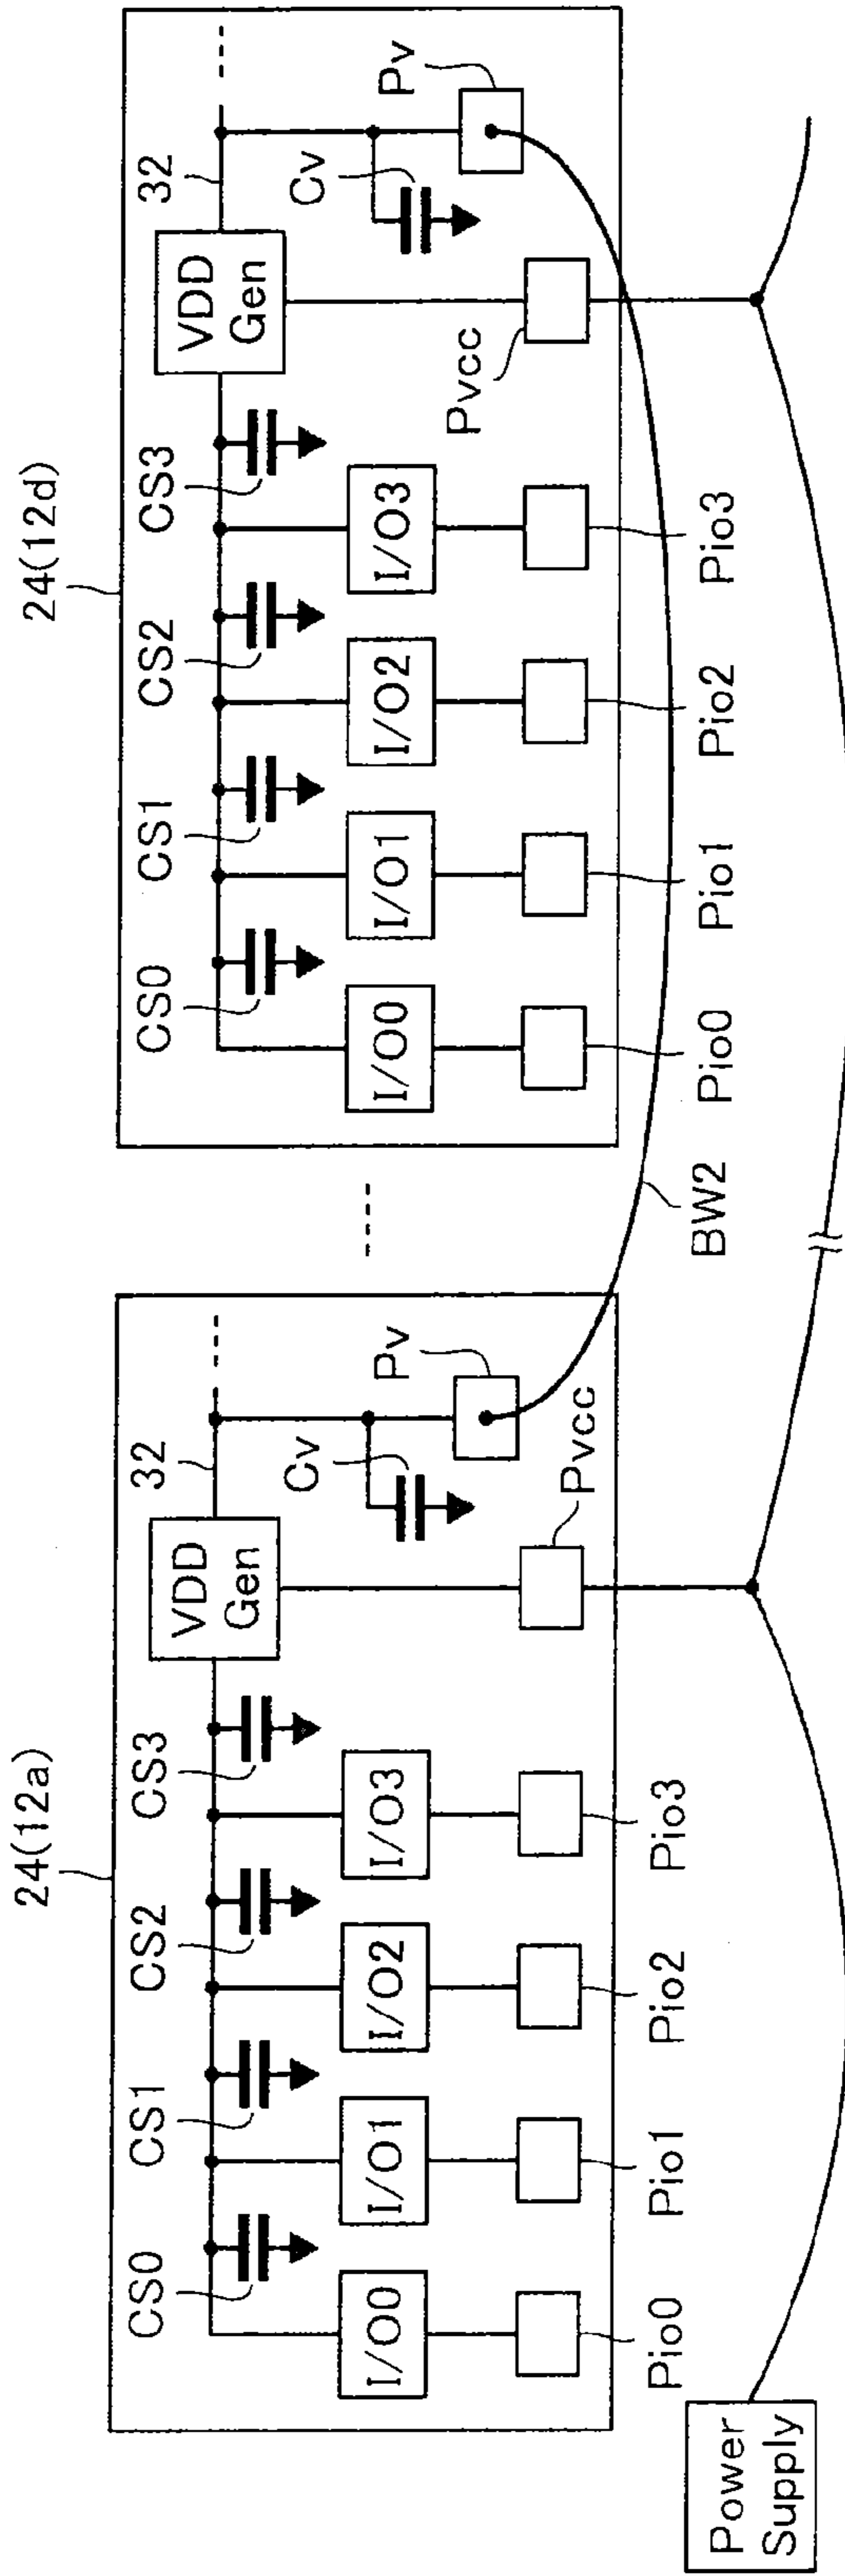 24(12a)
CS0
CS1
CS2
CS3
VDD
Gen
32
Cv
Pv
I/O0
I/O1
I/O2
I/O3
Pvcc
Pio0
Pio1
Pio2
Pio3
24(12d)
CS0
CS1
CS2
CS3
VDD
Gen
32
Cv
Pv
I/O0
I/O1
I/O2
I/O3
Pvcc
Pio0
Pio1
Pio2
Pio3
BW2
Power
Supply